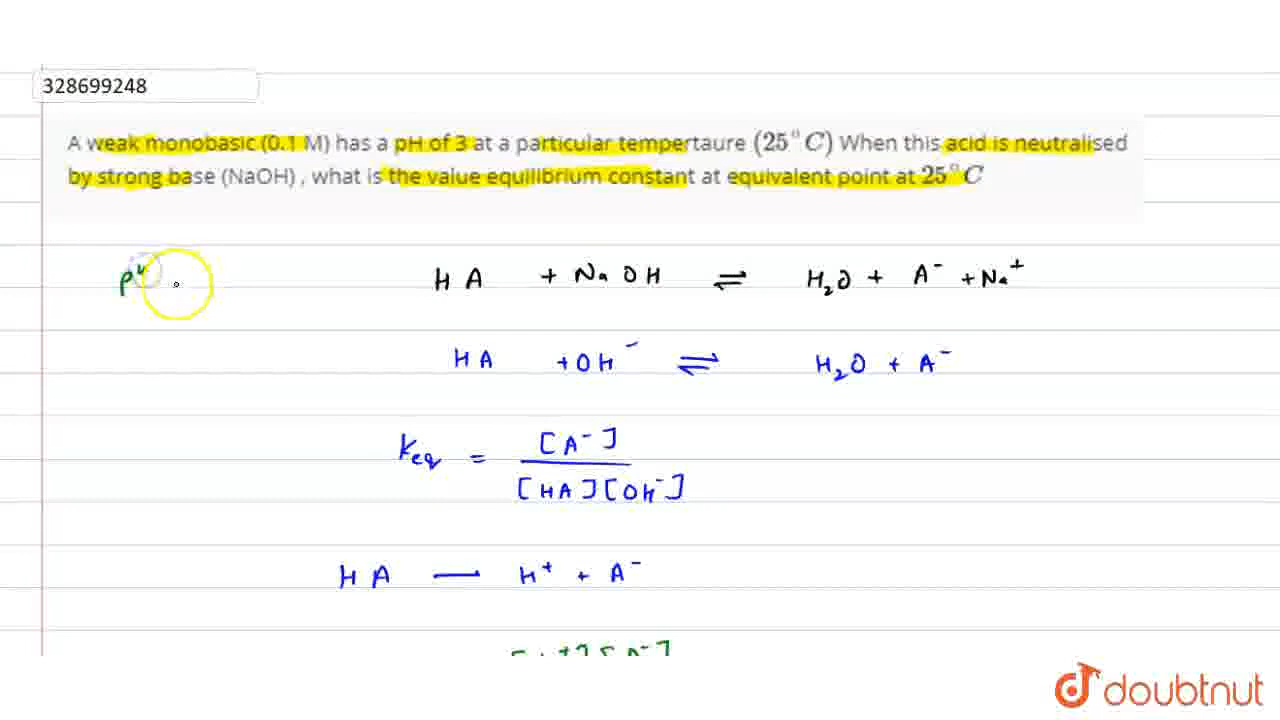 328699248
A weak monobasic (0.1 M) has a pH of 3 at a particular tempertaure (25°C) When this acid is neutralised
by strong base (NaOH) , what is the value equilibrium constant at equivalent point at 25°C
pH
HA + NaOH ⇌ H₂O + A⁻ + Na⁺
HA + OH⁻ ⇌ H₂O + A⁻
Keq = [A⁻]
[HA][OH⁻]
HA — H⁺ + A⁻
doubtnut